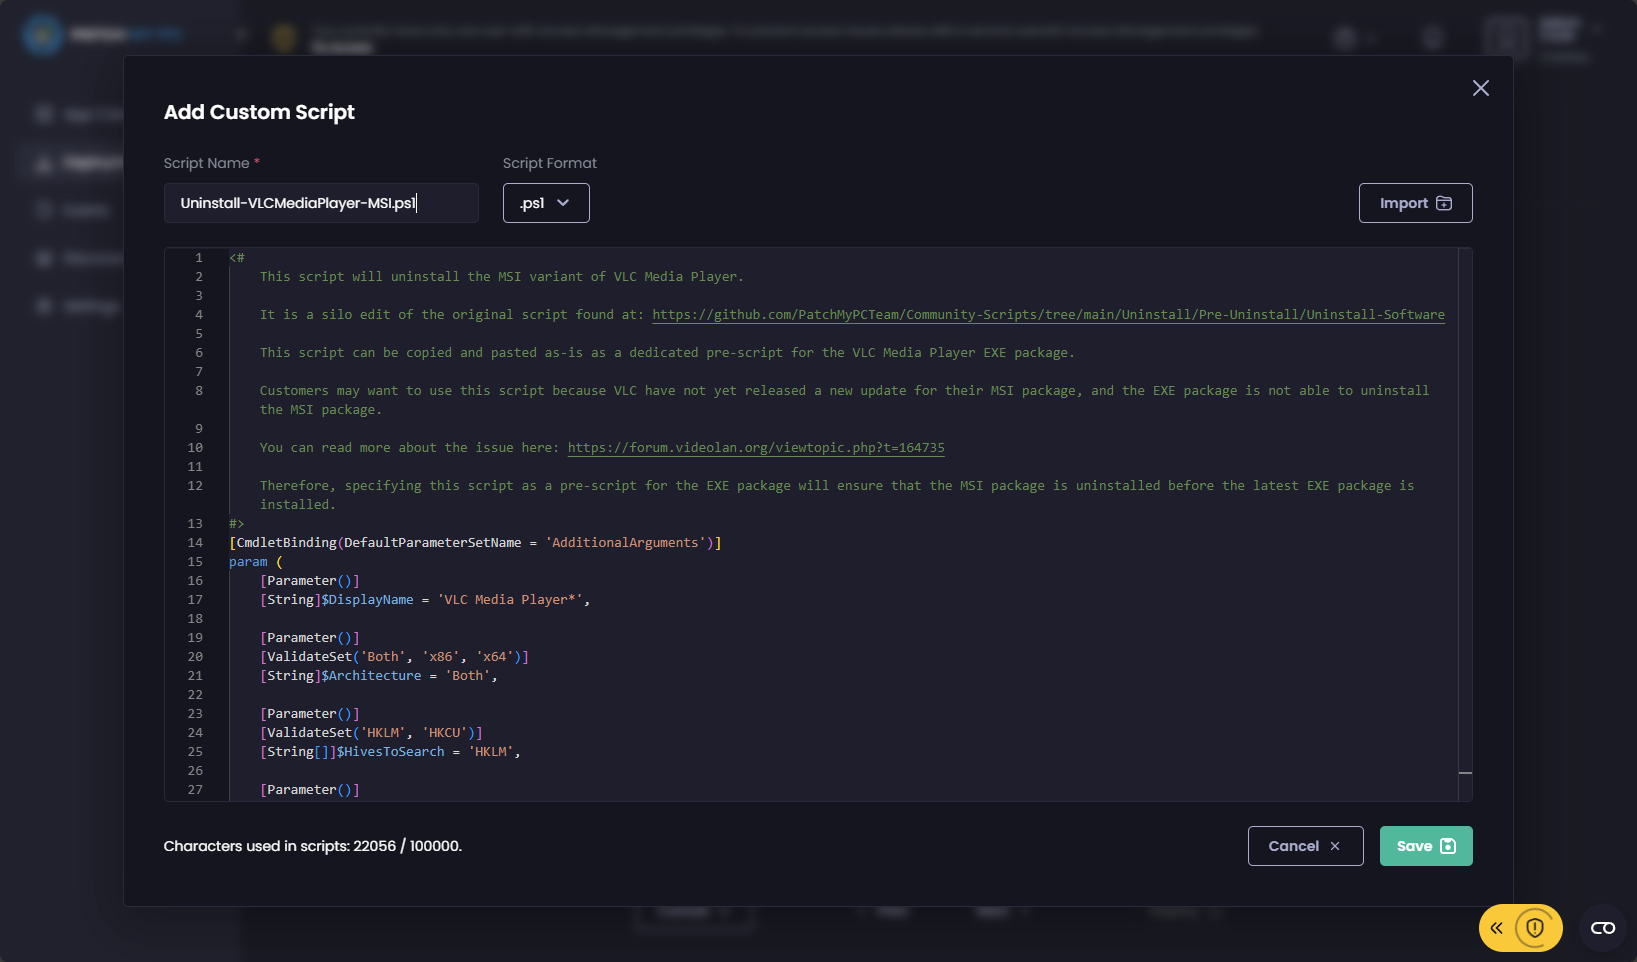 Add Custom Script
Script Name *
Script Format
Uninstall-VLCMediaPlayer-MSI.ps1
.ps1
Import
1 <#
2 This script will uninstall the MSI variant of VLC Media Player.
3
4 It is a silo edit of the original script found at: https://github.com/PatchMyPCTeam/Community-Scripts/tree/main/Uninstall/Pre-Uninstall/Uninstall-Software
5
6 This script can be copied and pasted as-is as a dedicated pre-script for the VLC Media Player EXE package.
7
8 Customers may want to use this script because VLC have not yet released a new update for their MSI package, and the EXE package is not able to uninstall
the MSI package.
9
10 You can read more about the issue here: https://forum.videolan.org/viewtopic.php?t=164735
11
12 Therefore, specifying this script as a pre-script for the EXE package will ensure that the MSI package is uninstalled before the latest EXE package is
installed.
13 #>
14 [CmdletBinding(DefaultParameterSetName = 'AdditionalArguments')]
15 param (
16 [Parameter()]
17 [String]$DisplayName = 'VLC Media Player*',
18
19 [Parameter()]
20 [ValidateSet('Both', 'x86', 'x64')]
21 [String]$Architecture = 'Both',
22
23 [Parameter()]
24 [ValidateSet('HKLM', 'HKCU')]
25 [String[]]$HivesToSearch = 'HKLM',
26
27 [Parameter()]
Characters used in scripts: 22056 / 100000.
Cancel
Save